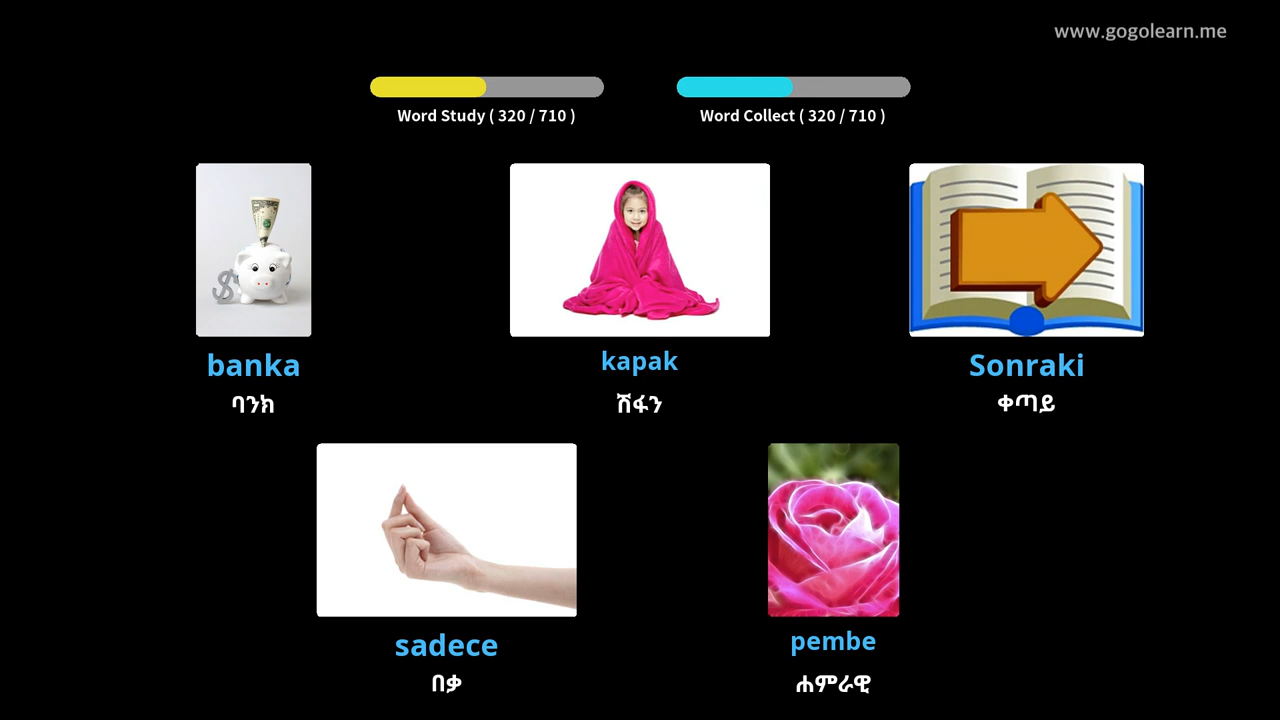 www.gogolearn.me
Word Study ( 320 / 710 )
Word Collect ( 320 / 710 )
banka
ባንክ
kapak
ሽፋን
Sonraki
ቀጣይ
sadece
በቃ
pembe
ሐምራዊ